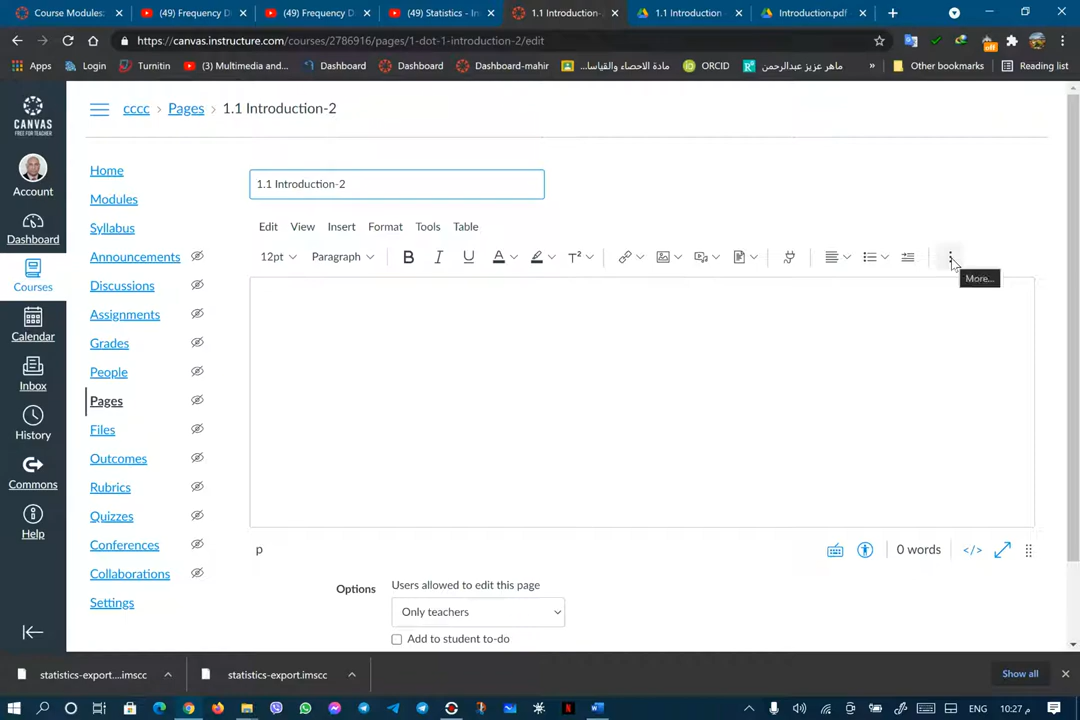 Course Modules:
(49) Frequency D
(49) Frequency D
(49) Statistics - In
1.1 Introduction-
1.1 Introduction
Introduction.pdf
https://canvas.instructure.com/courses/2786916/pages/1-dot-1-introduction-2/edit
off
Apps
Login
Turnitin
(3) Multimedia and...
Dashboard
Dashboard
Dashboard-mahir
مادة الاحصاء والقياسا...
ORCID
ماهر عزيز عبدالرحمن
»
Other bookmarks
Reading list
CANVAS
FREE FOR TEACHER
Account
Dashboard
Courses
Calendar
Inbox
History
Commons
Help
cccc > Pages > 1.1 Introduction-2
Home
Modules
Syllabus
Announcements
Discussions
Assignments
Grades
People
Pages
Files
Outcomes
Rubrics
Quizzes
Conferences
Collaborations
Settings
1.1 Introduction-2
Edit View Insert Format Tools Table
12pt Paragraph B I U A T²
More...
p
0 words </>
Options
Users allowed to edit this page
Only teachers
Add to student to-do
statistics-export....imscc
statistics-export.imscc
Show all
ENG
10:27 م